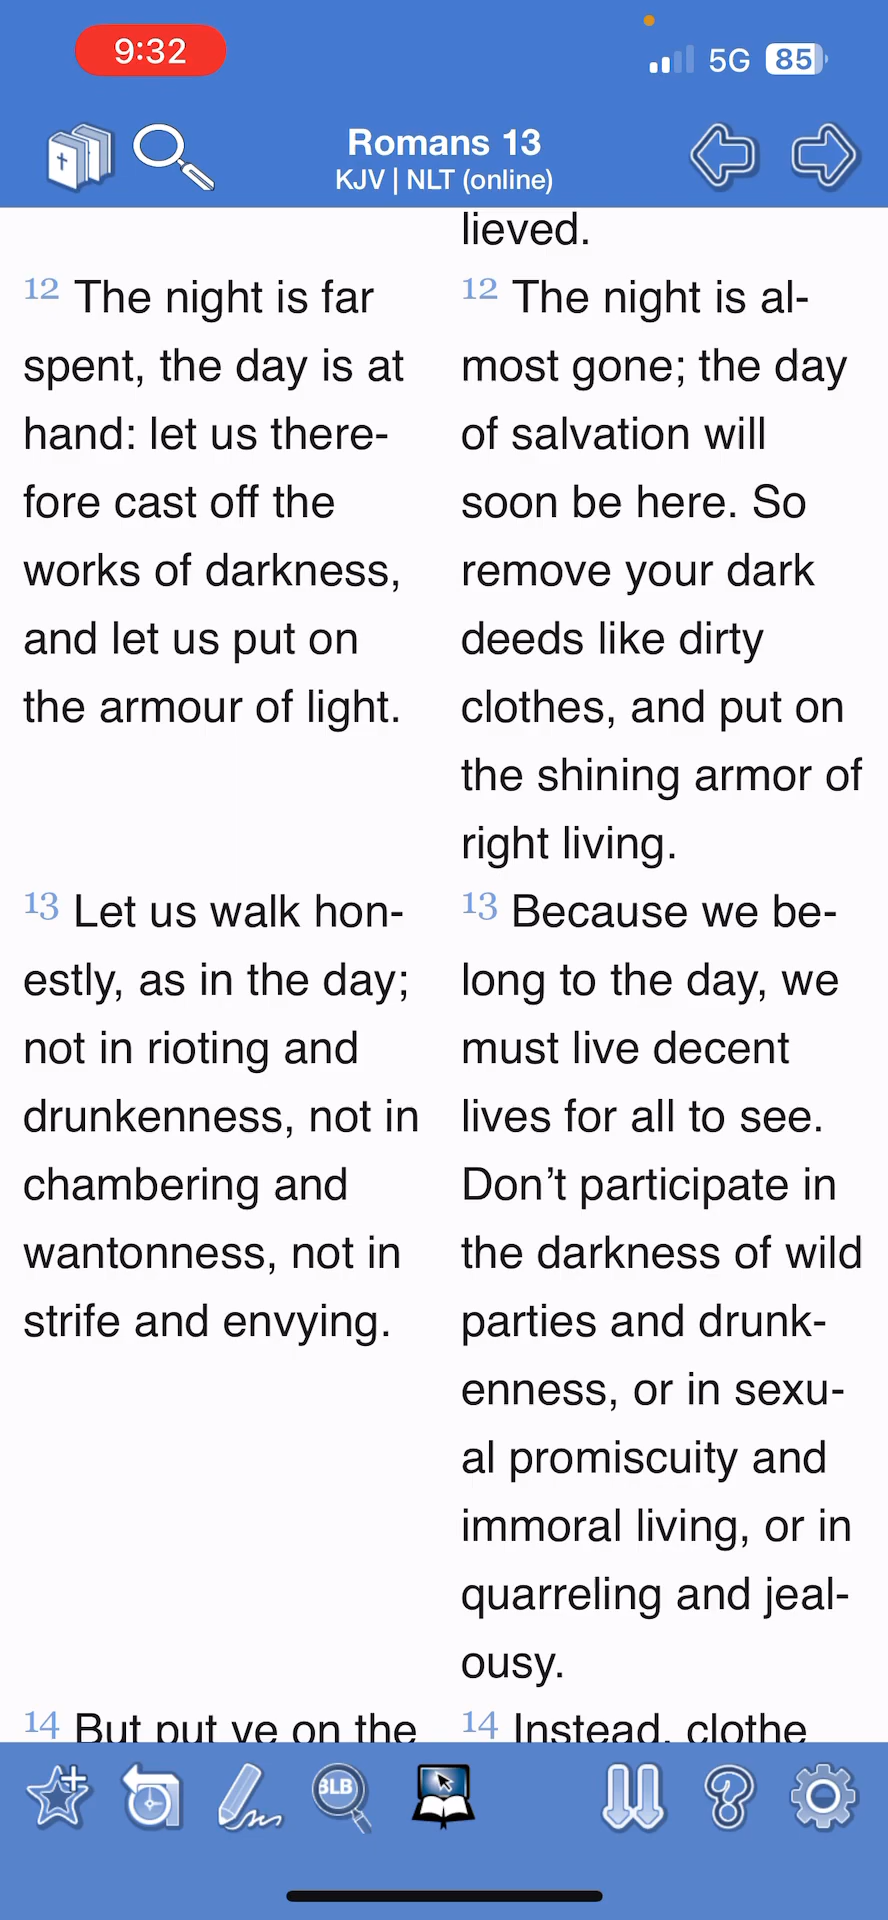 9:32
5G 85
Romans 13
KJV | NLT (online)
lieved.
12 The night is far
spent, the day is at
hand: let us there-
fore cast off the
works of darkness,
and let us put on
the armour of light.
12 The night is al-
most gone; the day
of salvation will
soon be here. So
remove your dark
deeds like dirty
clothes, and put on
the shining armor of
right living.
13 Let us walk hon-
estly, as in the day;
not in rioting and
drunkenness, not in
chambering and
wantonness, not in
strife and envying.
13 Because we be-
long to the day, we
must live decent
lives for all to see.
Don’t participate in
the darkness of wild
parties and drunk-
enness, or in sexu-
al promiscuity and
immoral living, or in
quarreling and jeal-
ousy.
14 But put ye on the
14 Instead, clothe
BLB